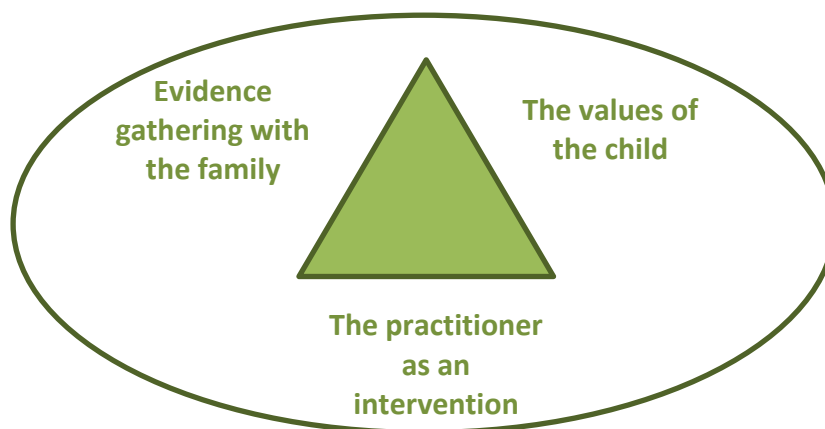 Evidence
gathering with
the family
The values of
the child
The practitioner
as an
intervention